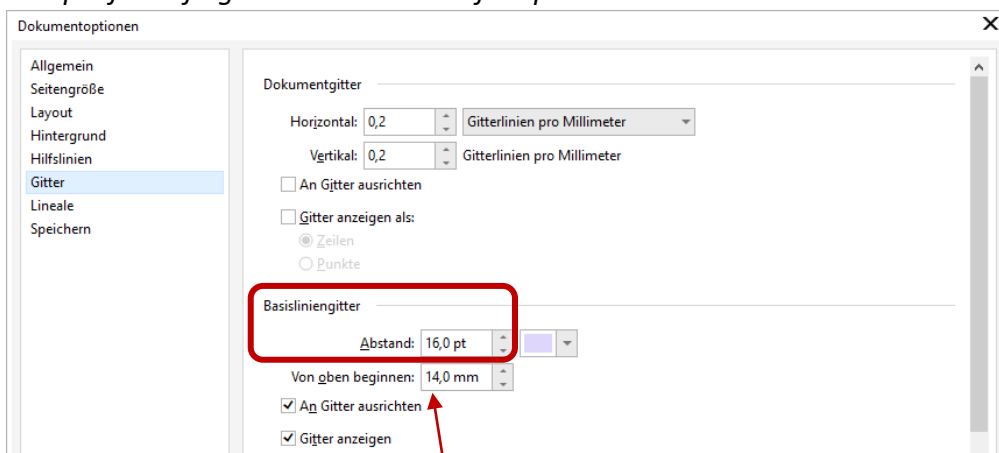 Dokumentoptionen
Allgemein
Seitengröße
Layout
Hintergrund
Hilfslinien
Gitter
Lineale
Speichern
Dokumentgitter
Horizontal: 0,2 Gitterlinien pro Millimeter
Vertikal: 0,2 Gitterlinien pro Millimeter
An Gitter ausrichten
Gitter anzeigen als:
Zeilen
Punkte
Basisliniengitter
Abstand: 16,0 pt
Von oben beginnen: 14,0 mm
An Gitter ausrichten
Gitter anzeigen